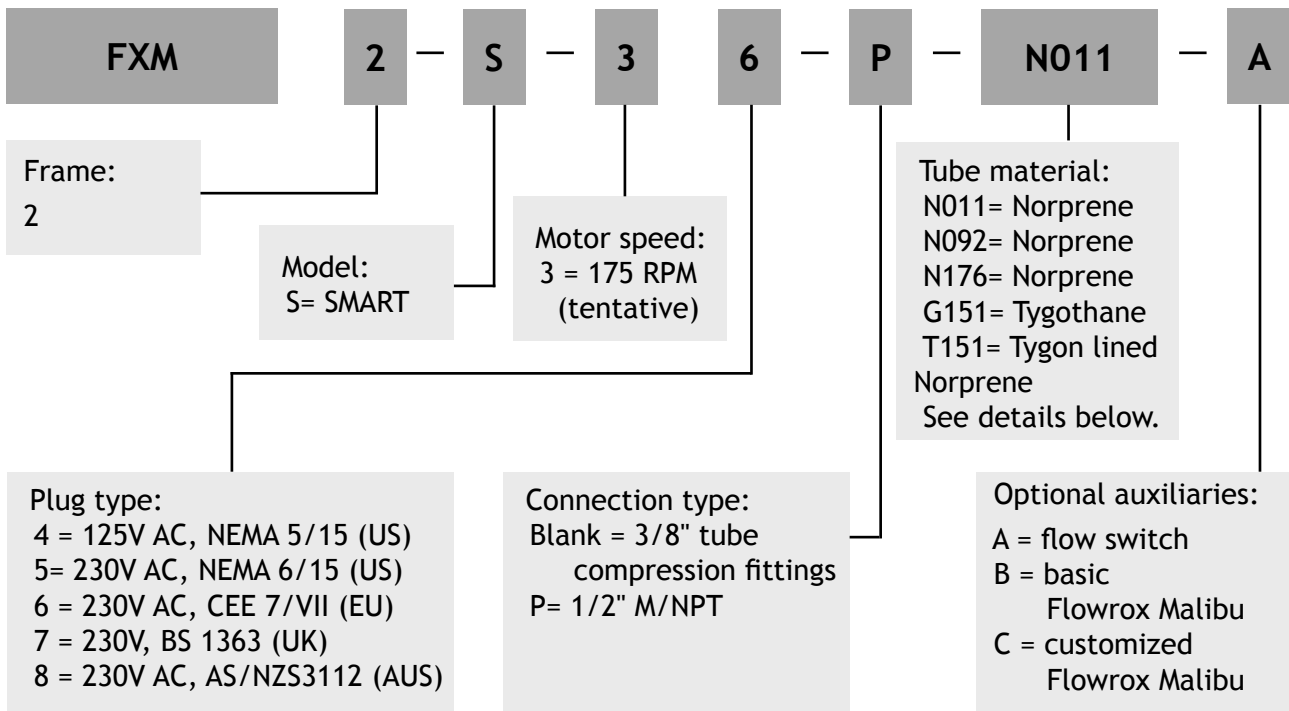 FXM 2 – S – 3 6 – P – N011 – A
Frame:
2
Model:
S= SMART
Motor speed:
3 = 175 RPM
(tentative)
Tube material:
N011= Norprene
N092= Norprene
N176= Norprene
G151= Tygothane
T151= Tygon lined
Norprene
See details below.
Plug type:
4 = 125V AC, NEMA 5/15 (US)
5= 230V AC, NEMA 6/15 (US)
6 = 230V AC, CEE 7/VII (EU)
7 = 230V, BS 1363 (UK)
8 = 230V AC, AS/NZS3112 (AUS)
Connection type:
Blank = 3/8" tube
compression fittings
P= 1/2" M/NPT
Optional auxiliaries:
A = flow switch
B = basic
Flowrox Malibu
C = customized
Flowrox Malibu